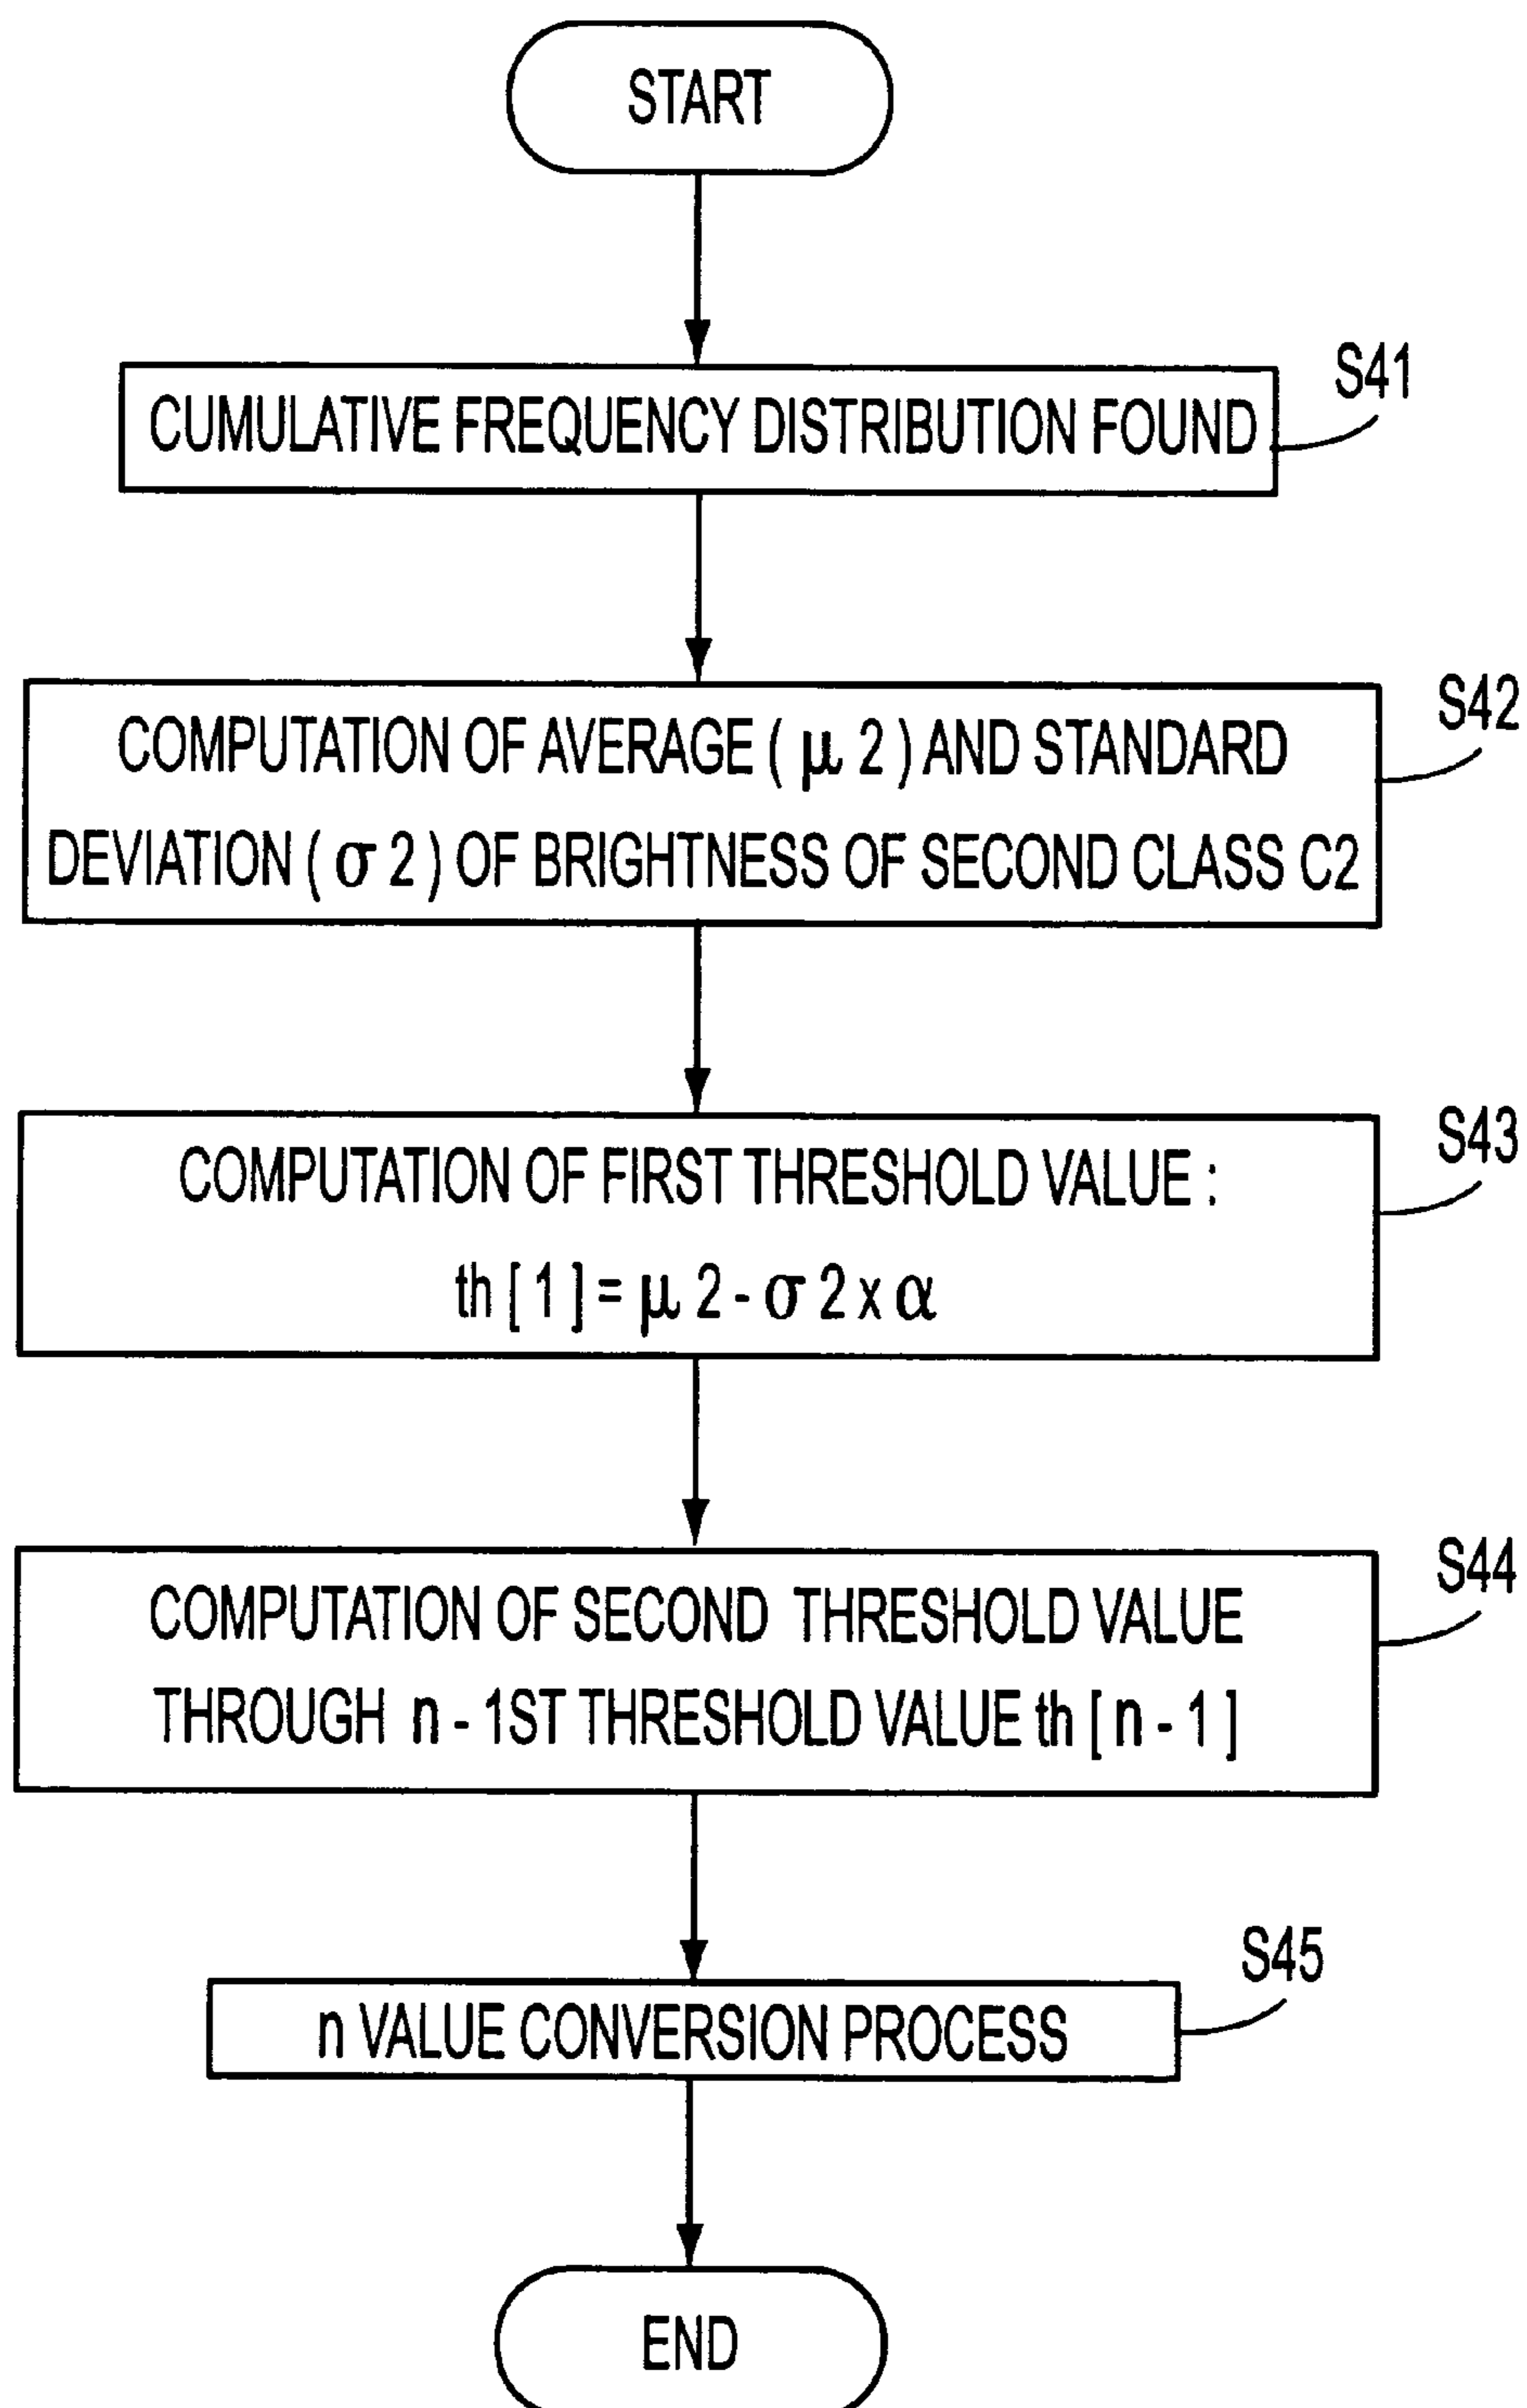 START
S41
CUMULATIVE FREQUENCY DISTRIBUTION FOUND
S42
COMPUTATION OF AVERAGE ( μ 2 ) AND STANDARD
DEVIATION ( σ 2 ) OF BRIGHTNESS OF SECOND CLASS C2
S43
COMPUTATION OF FIRST THRESHOLD VALUE :
th [ 1 ] = μ 2 - σ 2 x α
S44
COMPUTATION OF SECOND THRESHOLD VALUE
THROUGH n - 1ST THRESHOLD VALUE th [ n - 1 ]
S45
n VALUE CONVERSION PROCESS
END